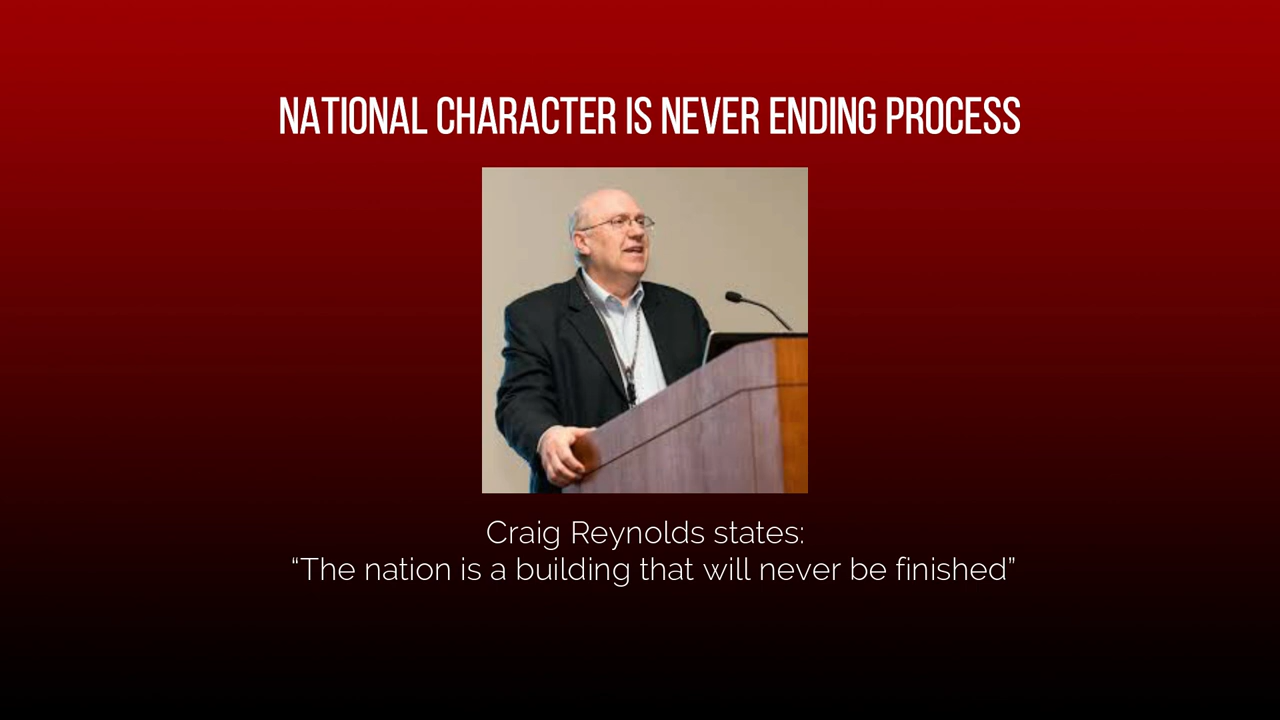 NATIONAL CHARACTER IS NEVER ENDING PROCESS
Craig Reynolds states:
“The nation is a building that will never be finished”